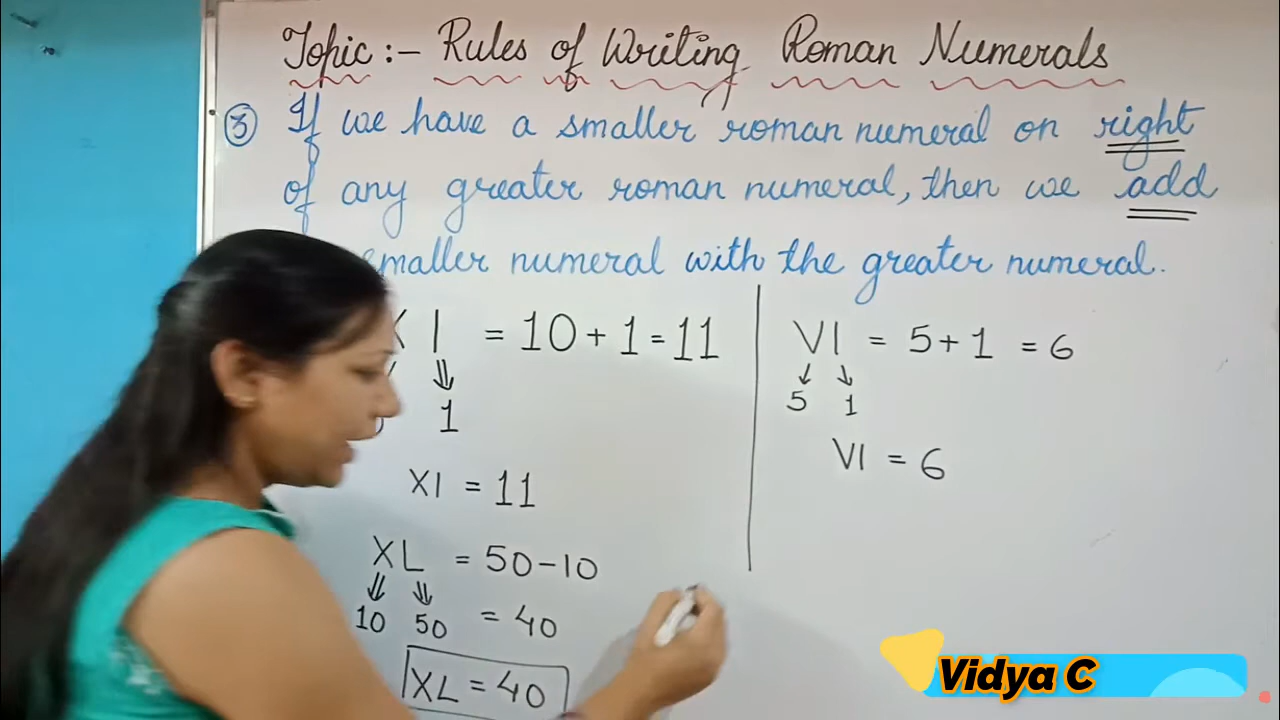 Topic :- Rules of Writing Roman Numerals
③ If we have a smaller roman numeral on right
of any greater roman numeral, then we add
smaller numeral with the greater numeral.
XI = 10 + 1 = 11
1
XI = 11
XL = 50 - 10
10 50 = 40
XL = 40
VI = 5 + 1 = 6
5 1
VI = 6
Vidya C